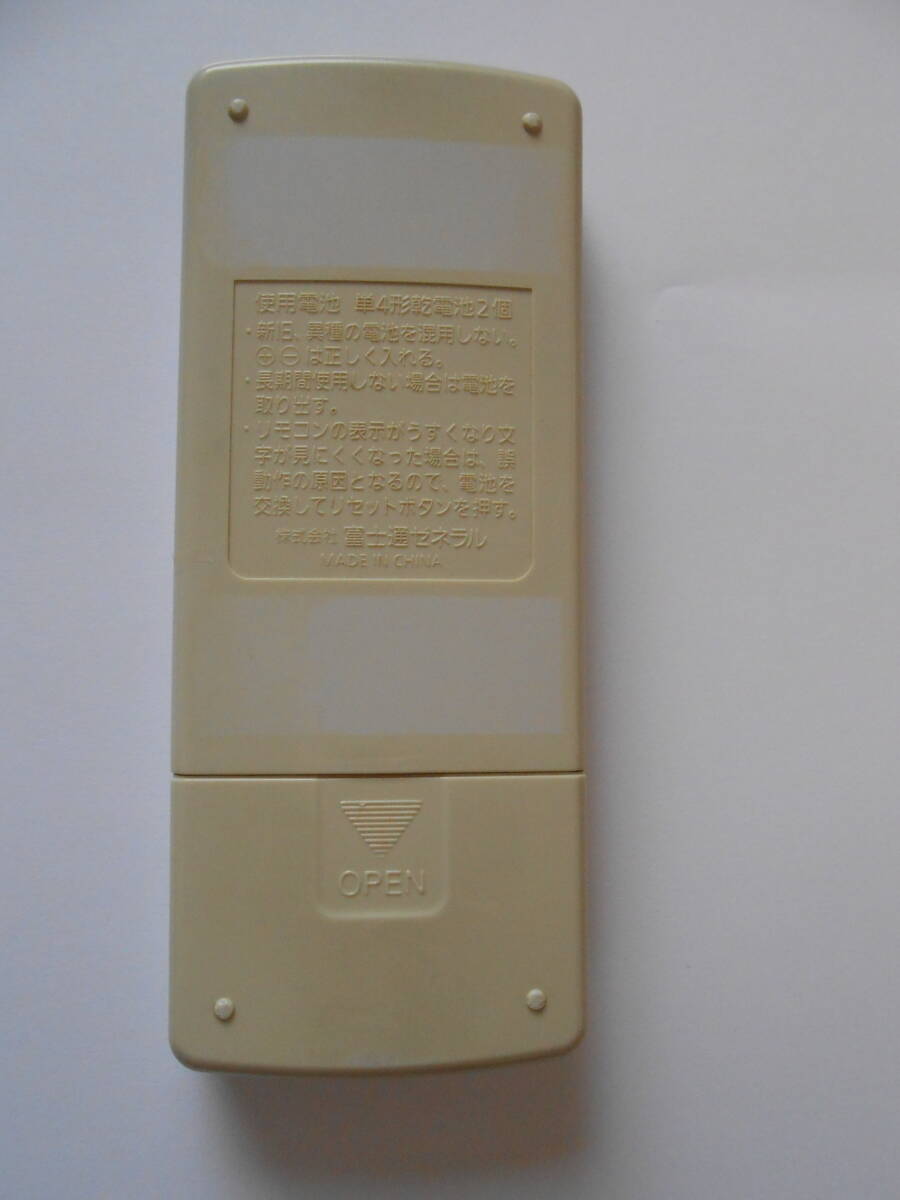 使用電池 単4形乾電池2個
・新旧、異種の電池を混用しない。
⊕⊖は正しく入れる。
・長期間使用しない場合は電池を
取り出す。
・リモコンの表示がうすくなり文
字が見にくくなった場合は、誤
動作の原因となるので、電池を
交換してリセットボタンを押す。
株式会社 富士通ゼネラル
MADE IN CHINA
OPEN